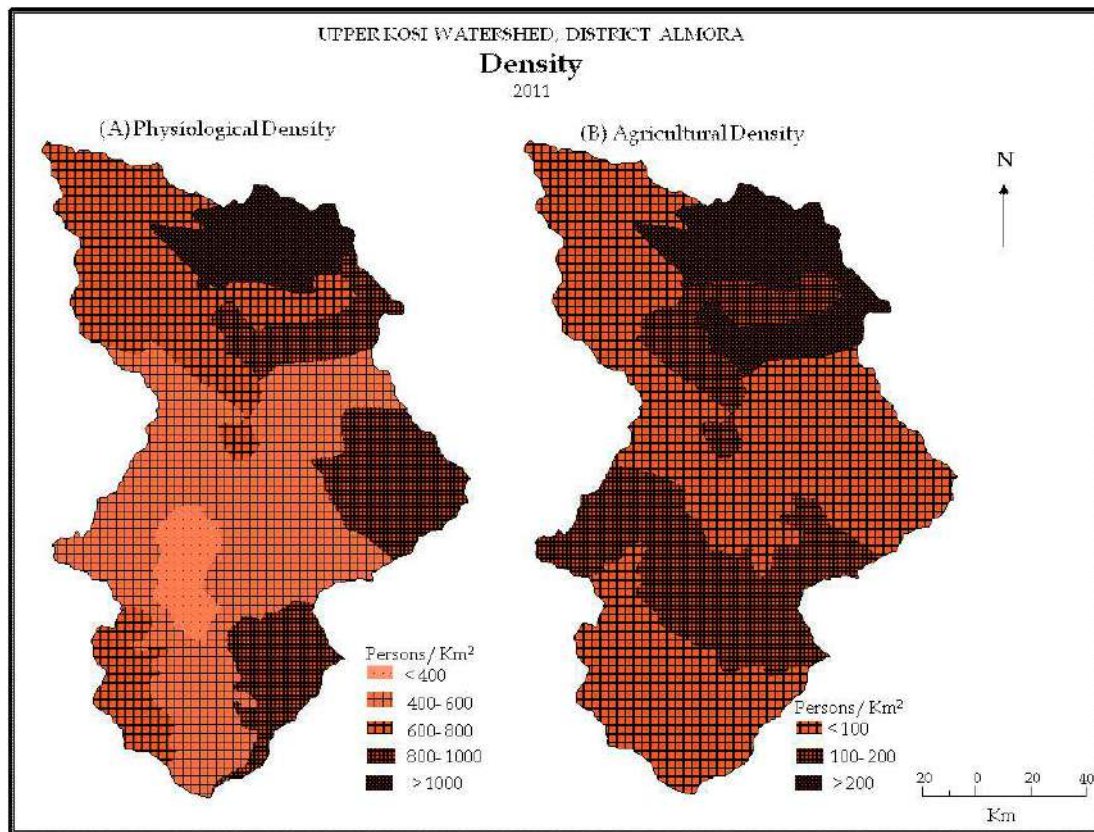 UPPER KOSI WATERSHED, DISTRICT ALMORA
Density
2011
(A) Physiological Density
(B) Agricultural Density
N
Persons/ Km²
<400
400-600
600-800
800-1000
>1000
Persons/ Km²
<100
100-200
>200
20 0 20 40
Km